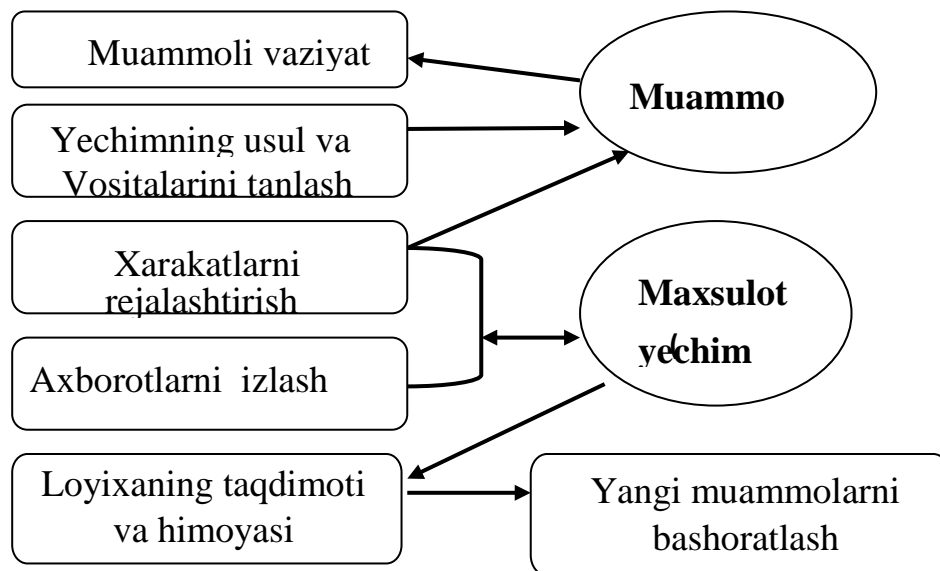 Muammoli vaziyat
Muammo
Yechimning usul va
Vositalarini tanlash
Xarakatlarni
rejalashtirish
Maxsulot
yechim
Axborotlarni izlash
Loyixaning taqdimoti
va himoyasi
Yangi muammolarni
bashoratlash